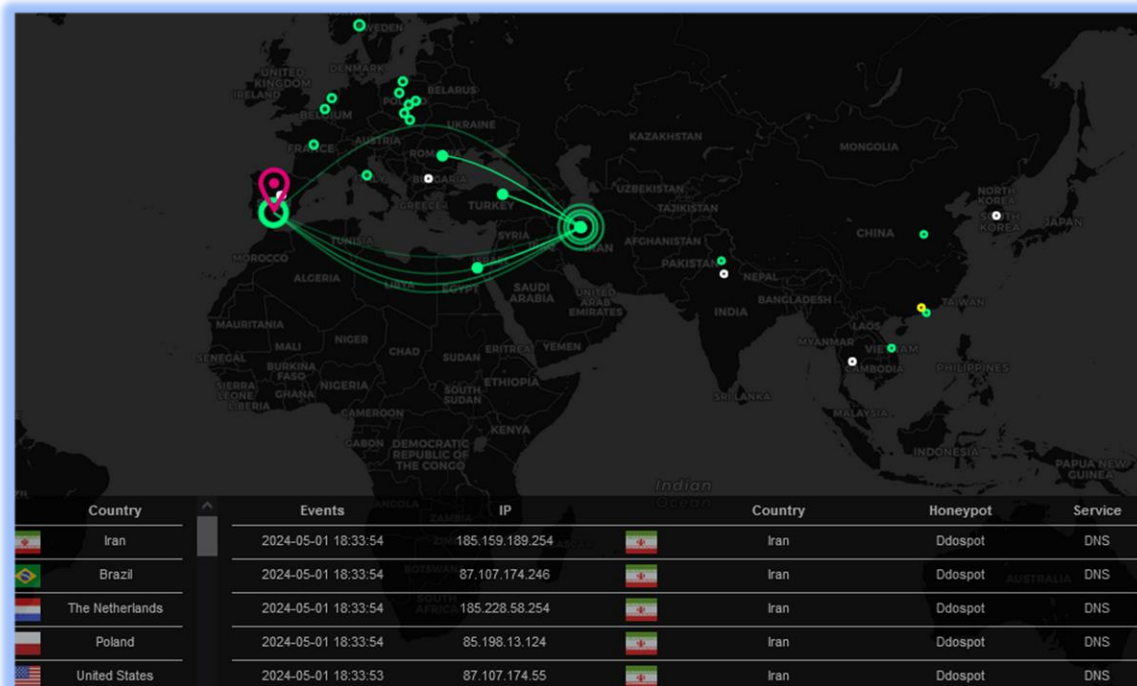 SWEDEN
DENMARK
UNITED KINGDOM
IRELAND
BELARUS
BELGIUM
UKRAINE
KAZAKHSTAN
AUSTRIA
FRANCE
MONGOLIA
UZBEKISTAN
NORTH KOREA
GREECE
TURKEY
TAJIKISTAN
SOUTH KOREA
JAPAN
CHINA
TUNISIA
SYRIA
IRAN
AFGHANISTAN
MOROCCO
PAKISTAN
ALGERIA
LIBYA
EGYPT
NEPAL
SAUDI ARABIA
UNITED ARAB EMIRATES
BANGLADESH
TAIWAN
INDIA
MAURITANIA
LAOS
MALI
NIGER
CHAD
SUDAN
ERITREA
YEMEN
MYANMAR
VIETNAM
SENEGAL
BURKINA FASO
CAMBODIA
PHILIPPINES
SIERRA LEONE
GHANA
NIGERIA
SOUTH SUDAN
ETHIOPIA
SRI LANKA
LIBERIA
CAMEROON
MALAYSIA
KENYA
GABON
DEMOCRATIC REPUBLIC OF THE CONGO
INDONESIA
PAPUA NEW GUINEA
Indian Ocean
ANGOLA
AUSTRALIA
Country Events IP Country Honeypot Service
Iran 2024-05-01 18:33:54 185.159.189.254 Iran Ddospot DNS
Brazil 2024-05-01 18:33:54 87.107.174.246 Iran Ddospot DNS
The Netherlands 2024-05-01 18:33:54 185.228.58.254 Iran Ddospot DNS
Poland 2024-05-01 18:33:54 85.198.13.124 Iran Ddospot DNS
United States 2024-05-01 18:33:53 87.107.174.55 Iran Ddospot DNS